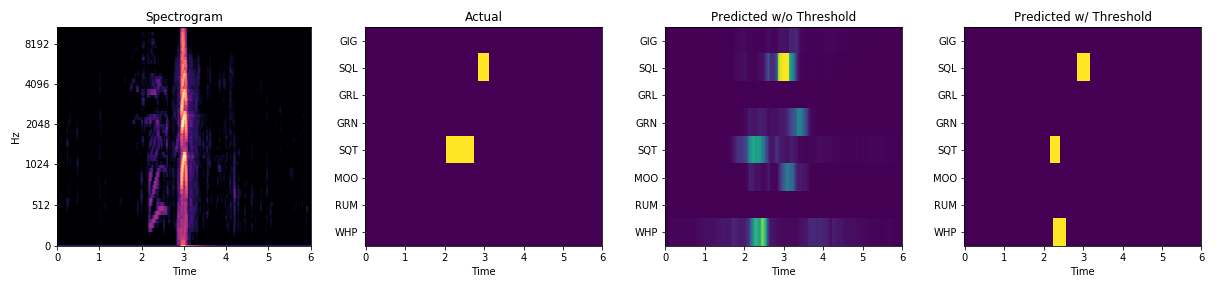 Spectrogram
8192
4096
2048
1024
512
0
Hz
0 1 2 3 4 5 6
Time
Actual
GIG
SQL
GRL
GRN
SQT
MOO
RUM
WHP
0 1 2 3 4 5 6
Time
Predicted w/o Threshold
GIG
SQL
GRL
GRN
SQT
MOO
RUM
WHP
0 1 2 3 4 5 6
Time
Predicted w/ Threshold
GIG
SQL
GRL
GRN
SQT
MOO
RUM
WHP
0 1 2 3 4 5 6
Time